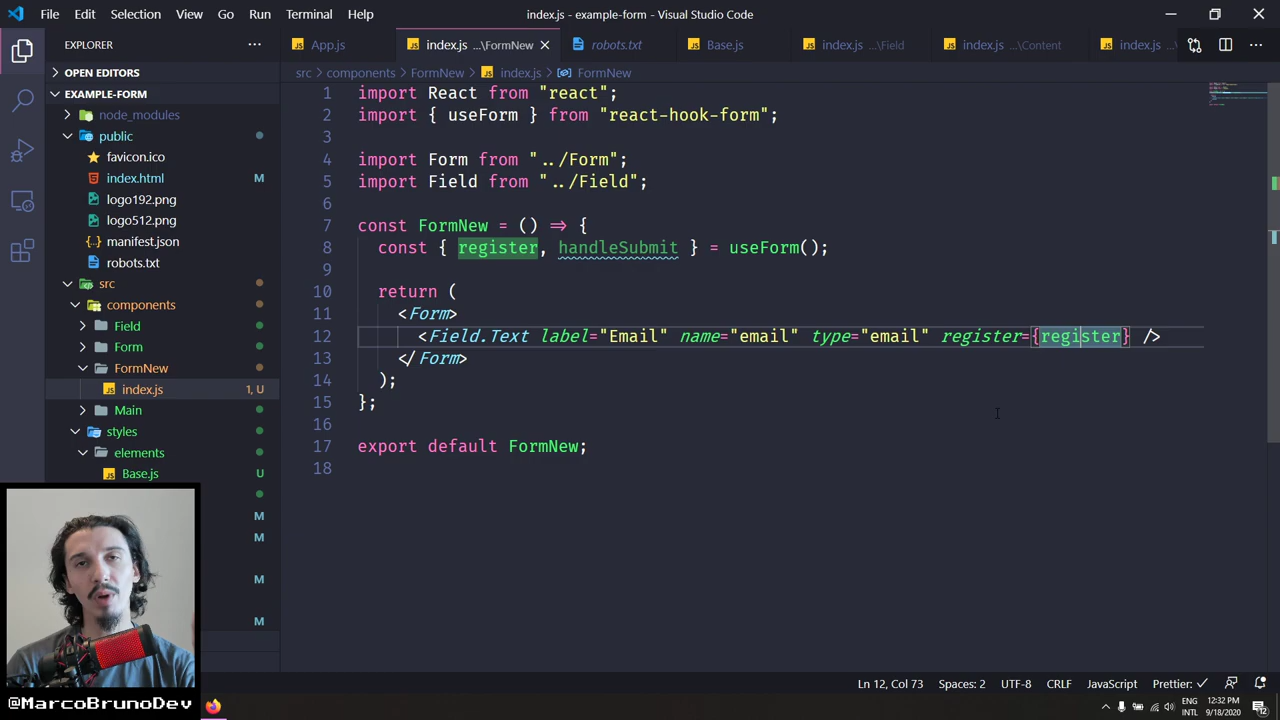 File Edit Selection View Go Run Terminal Help
index.js - example-form - Visual Studio Code
EXPLORER
App.js
index.js ...\FormNew
robots.txt
Base.js
index.js ...\Field
index.js ...\Content
index.js
OPEN EDITORS
EXAMPLE-FORM
node_modules
public
favicon.ico
index.html M
logo192.png
logo512.png
manifest.json
robots.txt
src
components
Field
Form
FormNew
index.js 1, U
Main
styles
elements
Base.js U
M
M
M
M
src > components > FormNew > index.js > FormNew
1 import React from "react";
2 import { useForm } from "react-hook-form";
3
4 import Form from "../Form";
5 import Field from "../Field";
6
7 const FormNew = () => {
8 const { register, handleSubmit } = useForm();
9
10 return (
11 <Form>
12 <Field.Text label="Email" name="email" type="email" register={register} />
13 </Form>
14 );
15 };
16
17 export default FormNew;
18
@MarcoBrunoDev
Ln 12, Col 73 Spaces: 2 UTF-8 LF JavaScript Prettier: ✓
ENG
INTL
12:32 PM
9/18/2020
12